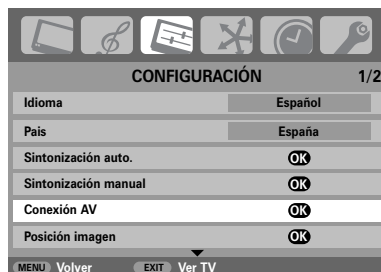 CONFIGURACIÓN 1/2
Idioma Español
Pais España
Sintonización auto. OK
Sintonización manual OK
Conexión AV OK
Posición imagen OK
MENU Volver EXIT Ver TV